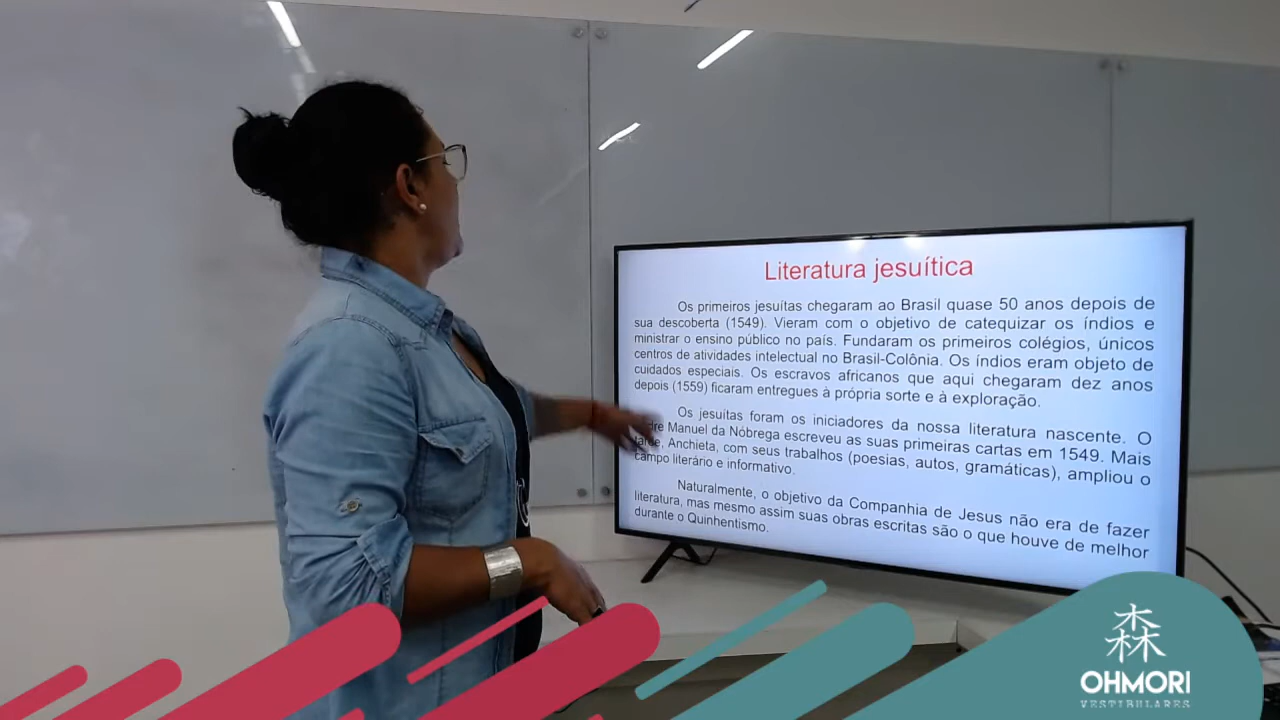 Literatura jesuítica
Os primeiros jesuítas chegaram ao Brasil quase 50 anos depois de
sua descoberta (1549). Vieram com o objetivo de catequizar os índios e
ministrar o ensino público no país. Fundaram os primeiros colégios, únicos
centros de atividades intelectual no Brasil-Colônia. Os índios eram objeto de
cuidados especiais. Os escravos africanos que aqui chegaram dez anos
depois (1559) ficaram entregues à própria sorte e à exploração.
Os jesuítas foram os iniciadores da nossa literatura nascente. O
Manuel da Nóbrega escreveu as suas primeiras cartas em 1549. Mais
tarde, Anchieta, com seus trabalhos (poesias, autos, gramáticas), ampliou o
campo literário e informativo.
Naturalmente, o objetivo da Companhia de Jesus não era de fazer
literatura, mas mesmo assim suas obras escritas são o que houve de melhor
durante o Quinhentismo.
森
OHMORI
VESTIBULARES